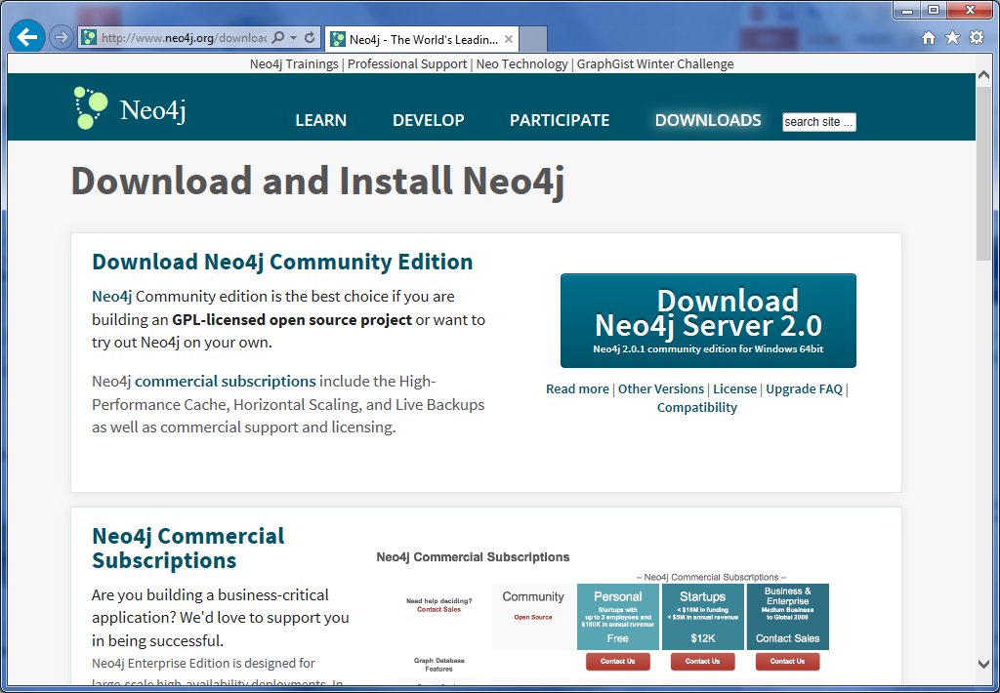 http://www.neo4j.org/download
Neo4j - The World's Leadin...
Neo4j Trainings | Professional Support | Neo Technology | GraphGist Winter Challenge
Neo4j
LEARN DEVELOP PARTICIPATE DOWNLOADS search site ...
Download and Install Neo4j
Download Neo4j Community Edition
Neo4j Community edition is the best choice if you are
building an GPL-licensed open source project or want to
try out Neo4j on your own.
Neo4j commercial subscriptions include the High-
Performance Cache, Horizontal Scaling, and Live Backups
as well as commercial support and licensing.
Download
Neo4j Server 2.0
Neo4j 2.0.1 community edition for Windows 64bit
Read more | Other Versions | License | Upgrade FAQ |
Compatibility
Neo4j Commercial
Subscriptions
Are you building a business-critical
application? We'd love to support you
in being successful.
Neo4j Enterprise Edition is designed for
large-scale high-availability deployments. In
Neo4j Commercial Subscriptions
– Neo4j Commercial Subscriptions –
Need help deciding?
Contact Sales
Community
Open Source
Personal
Startups with
up to 3 employees and
$100K in annual revenue
Free
Startups
< $10M in funding
< $5M in annual revenue
$12K
Business &
Enterprise
Medium Business
to Global 2000
Contact Sales
Graph Database
Features
Contact Us
Contact Us
Contact Us